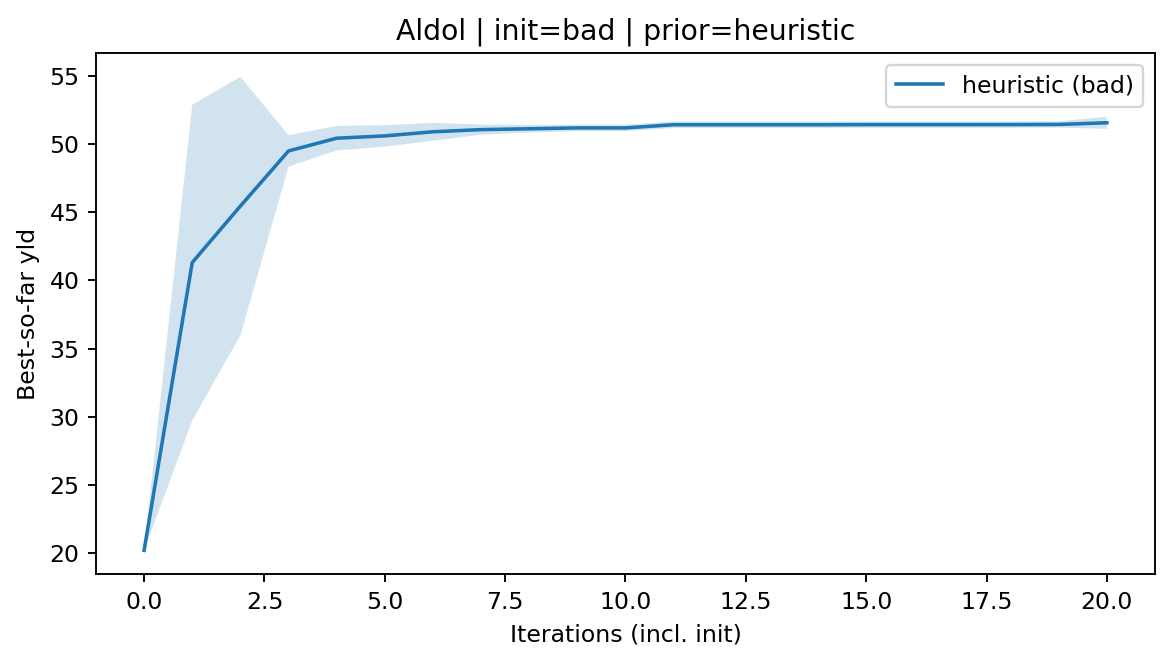 Aldol | init=bad | prior=heuristic
heuristic (bad)
Best-so-far yld
55
50
45
40
35
30
25
20
0.0 2.5 5.0 7.5 10.0 12.5 15.0 17.5 20.0
Iterations (incl. init)